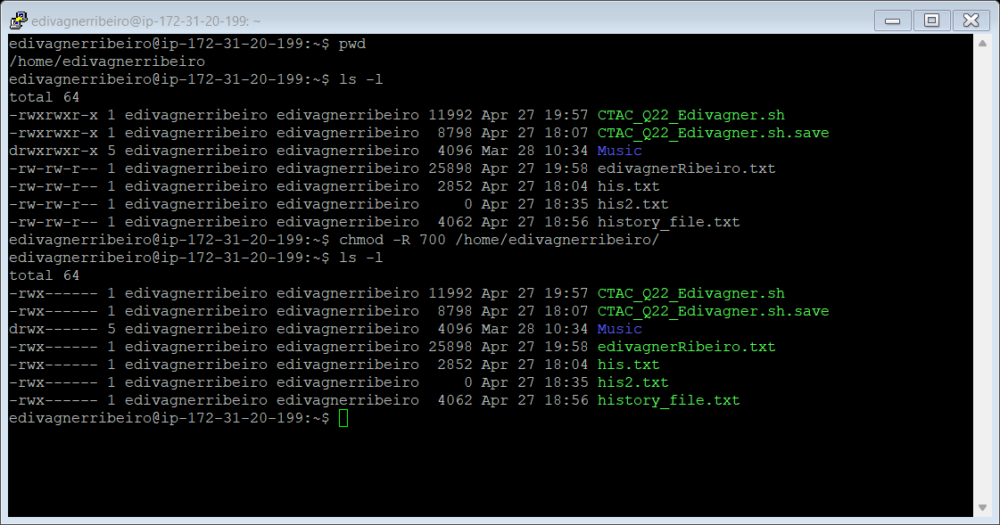 edivagnerribeiro@ip-172-31-20-199: ~
edivagnerribeiro@ip-172-31-20-199:~$ pwd
/home/edivagnerribeiro
edivagnerribeiro@ip-172-31-20-199:~$ ls -l
total 64
-rwxrwxr-x 1 edivagnerribeiro edivagnerribeiro 11992 Apr 27 19:57 CTAC_Q22_Edivagner.sh
-rwxrwxr-x 1 edivagnerribeiro edivagnerribeiro  8798 Apr 27 18:07 CTAC_Q22_Edivagner.sh.save
drwxrwxr-x 5 edivagnerribeiro edivagnerribeiro  4096 Mar 28 10:34 Music
-rw-rw-r-- 1 edivagnerribeiro edivagnerribeiro 25898 Apr 27 19:58 edivagnerRibeiro.txt
-rw-rw-r-- 1 edivagnerribeiro edivagnerribeiro  2852 Apr 27 18:04 his.txt
-rw-rw-r-- 1 edivagnerribeiro edivagnerribeiro     0 Apr 27 18:35 his2.txt
-rw-rw-r-- 1 edivagnerribeiro edivagnerribeiro  4062 Apr 27 18:56 history_file.txt
edivagnerribeiro@ip-172-31-20-199:~$ chmod -R 700 /home/edivagnerribeiro/
edivagnerribeiro@ip-172-31-20-199:~$ ls -l
total 64
-rwx------ 1 edivagnerribeiro edivagnerribeiro 11992 Apr 27 19:57 CTAC_Q22_Edivagner.sh
-rwx------ 1 edivagnerribeiro edivagnerribeiro  8798 Apr 27 18:07 CTAC_Q22_Edivagner.sh.save
drwx------ 5 edivagnerribeiro edivagnerribeiro  4096 Mar 28 10:34 Music
-rwx------ 1 edivagnerribeiro edivagnerribeiro 25898 Apr 27 19:58 edivagnerRibeiro.txt
-rwx------ 1 edivagnerribeiro edivagnerribeiro  2852 Apr 27 18:04 his.txt
-rwx------ 1 edivagnerribeiro edivagnerribeiro     0 Apr 27 18:35 his2.txt
-rwx------ 1 edivagnerribeiro edivagnerribeiro  4062 Apr 27 18:56 history_file.txt
edivagnerribeiro@ip-172-31-20-199:~$